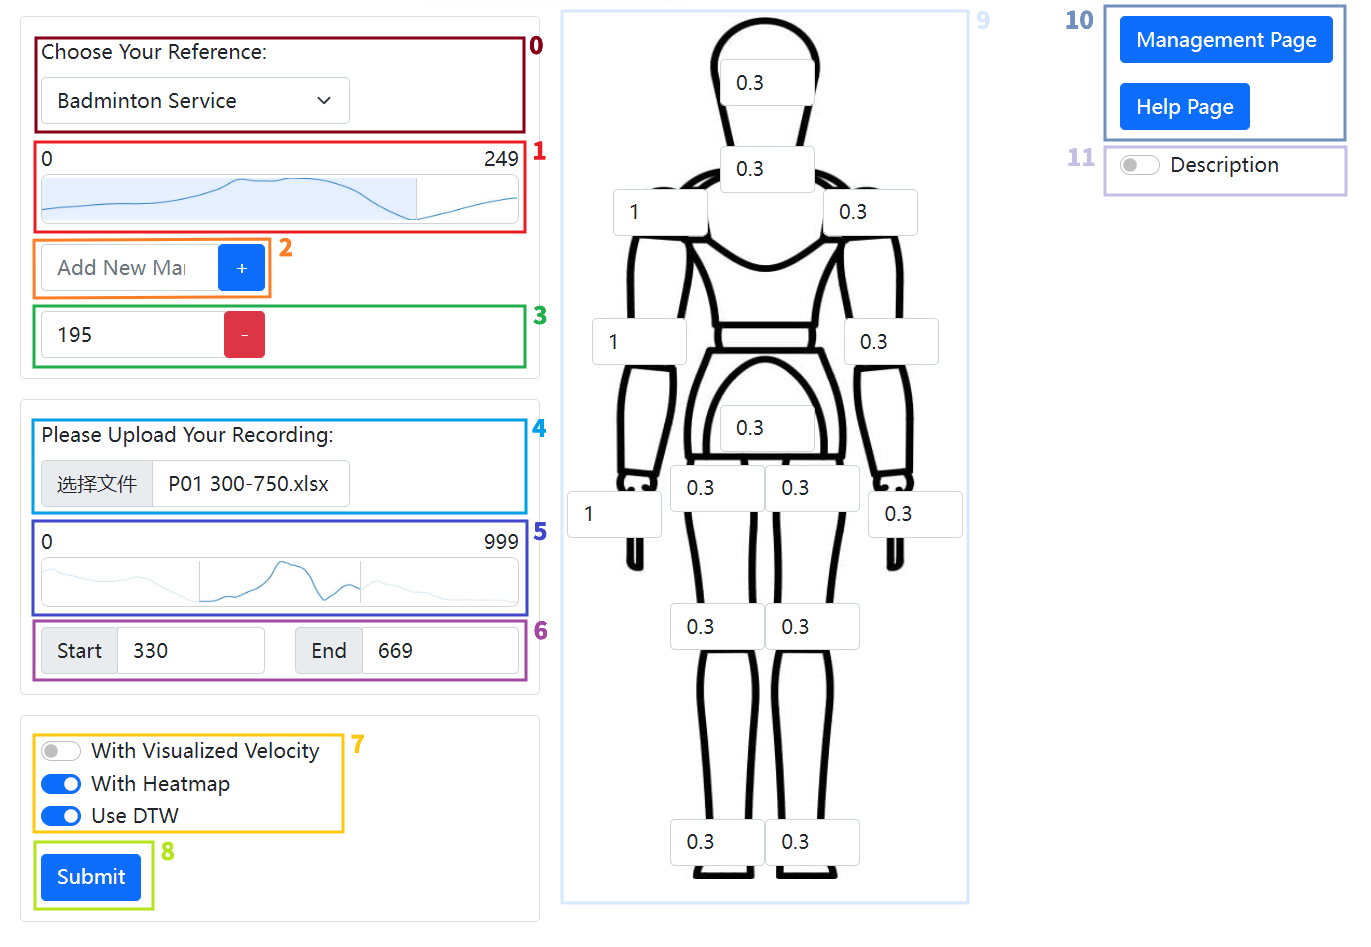 0
Choose Your Reference:
Badminton Service
1
0 249
2
Add New Mar
+
3
195
-
4
Please Upload Your Recording:
选择文件 P01 300-750.xlsx
5
0 999
6
Start 330 End 669
7
With Visualized Velocity
With Heatmap
Use DTW
8
Submit
9
0.3
0.3
1 0.3
1 0.3
0.3
0.3 0.3
1 0.3
0.3 0.3
0.3 0.3
10
Management Page
Help Page
11
Description